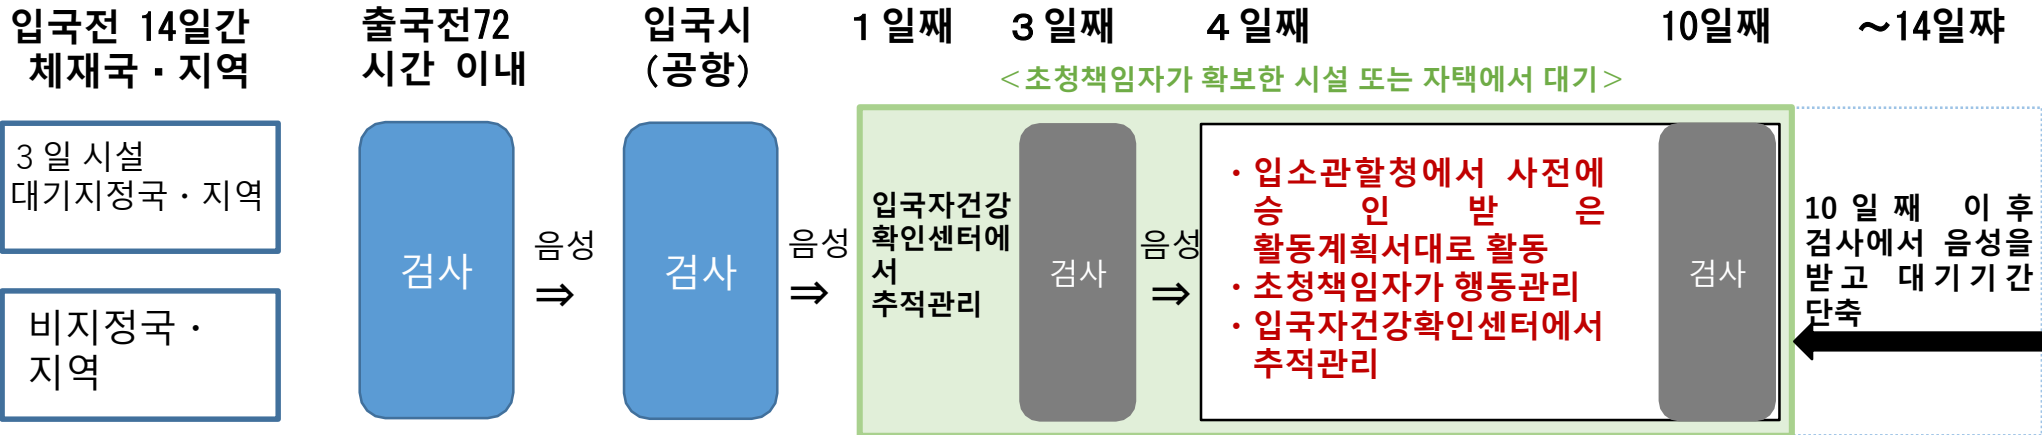 입국전 14일간
체재국・지역
출국전72
시간 이내
입국시
(공항)
1 일째
3 일째
4 일째
10일째
～14일쨔
<초청책임자가 확보한 시설 또는 자택에서 대기>
3 일 시설
대기지정국・지역
비지정국・
지역
검사
음성
⇒
검사
음성
⇒
입국자건강
확인센터에
서
추적관리
검사
음성
⇒
・입소관할청에서 사전에
승 인 받 은
활동계획서대로 활동
・초청책임자가 행동관리
・입국자건강확인센터에서
추적관리
검사
10 일 째 이 후
검사에서 음성을
받고 대기기간
단축